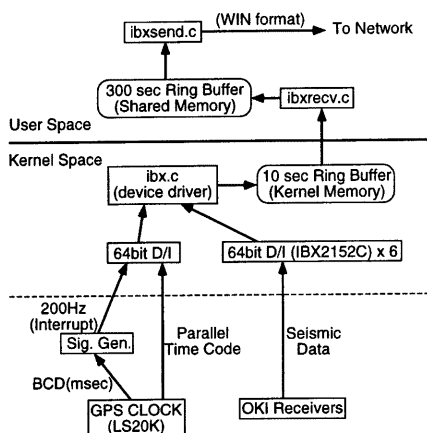 (WIN format)
ibxsend.c
To Network
300 sec Ring Buffer
(Shared Memory)
ibxrecv.c
User Space
Kernel Space
ibx.c
(device driver)
10 sec Ring Buffer
(Kernel Memory)
64bit D/I
64bit D/I (IBX2152C) x 6
200Hz
(Interrupt)
Sig. Gen.
Parallel
Time Code
Seismic
Data
BCD(msec)
GPS CLOCK
(LS20K)
OKI Receivers